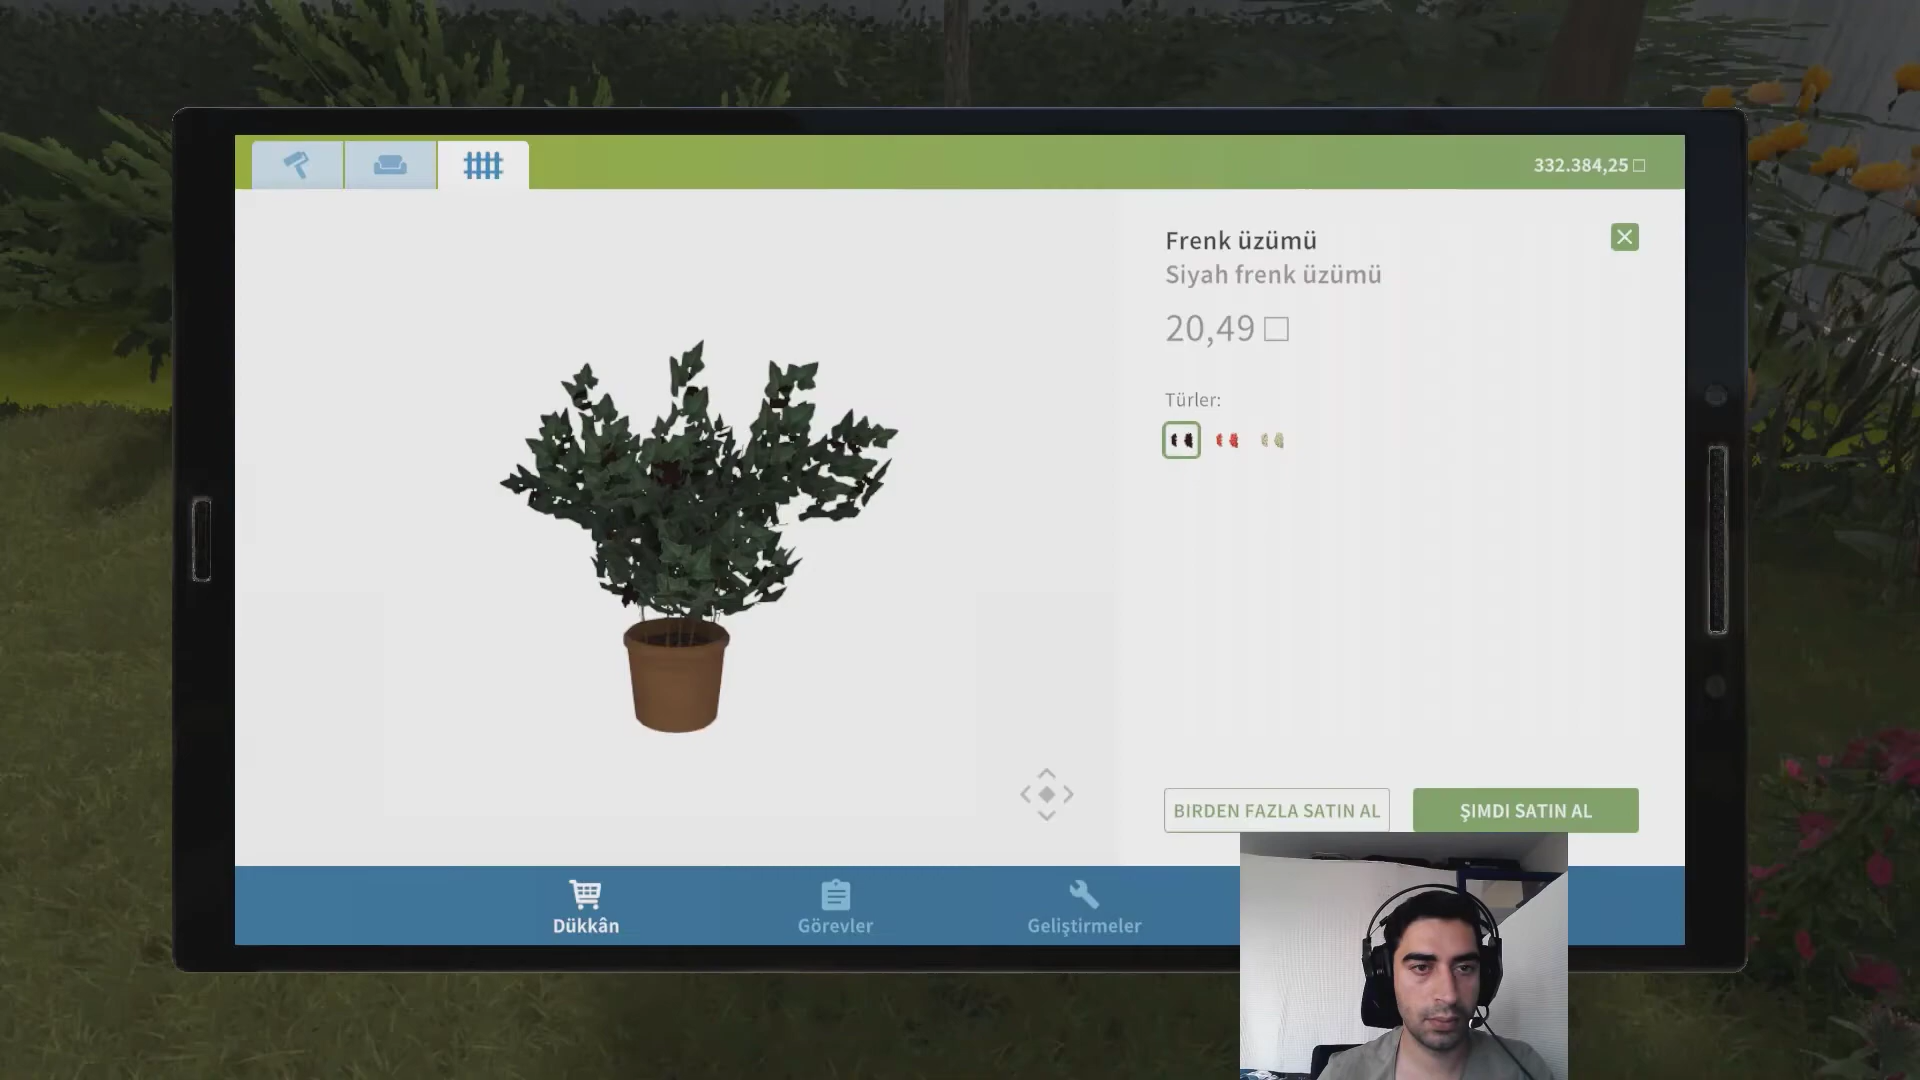 332.384,25 □
Frenk üzümü
Siyah frenk üzümü
20,49 □
Türler:
BIRDEN FAZLA SATIN AL
ŞIMDI SATIN AL
Dükkân
Görevler
Geliştirmeler